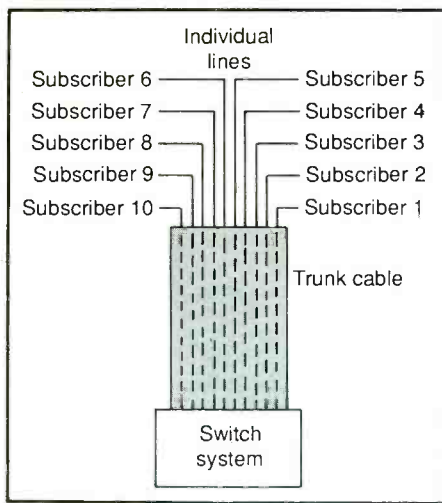 Individual
lines
Subscriber 6
Subscriber 5
Subscriber 7
Subscriber 4
Subscriber 8
Subscriber 3
Subscriber 9
Subscriber 2
Subscriber 10
Subscriber 1
Trunk cable
Switch
system